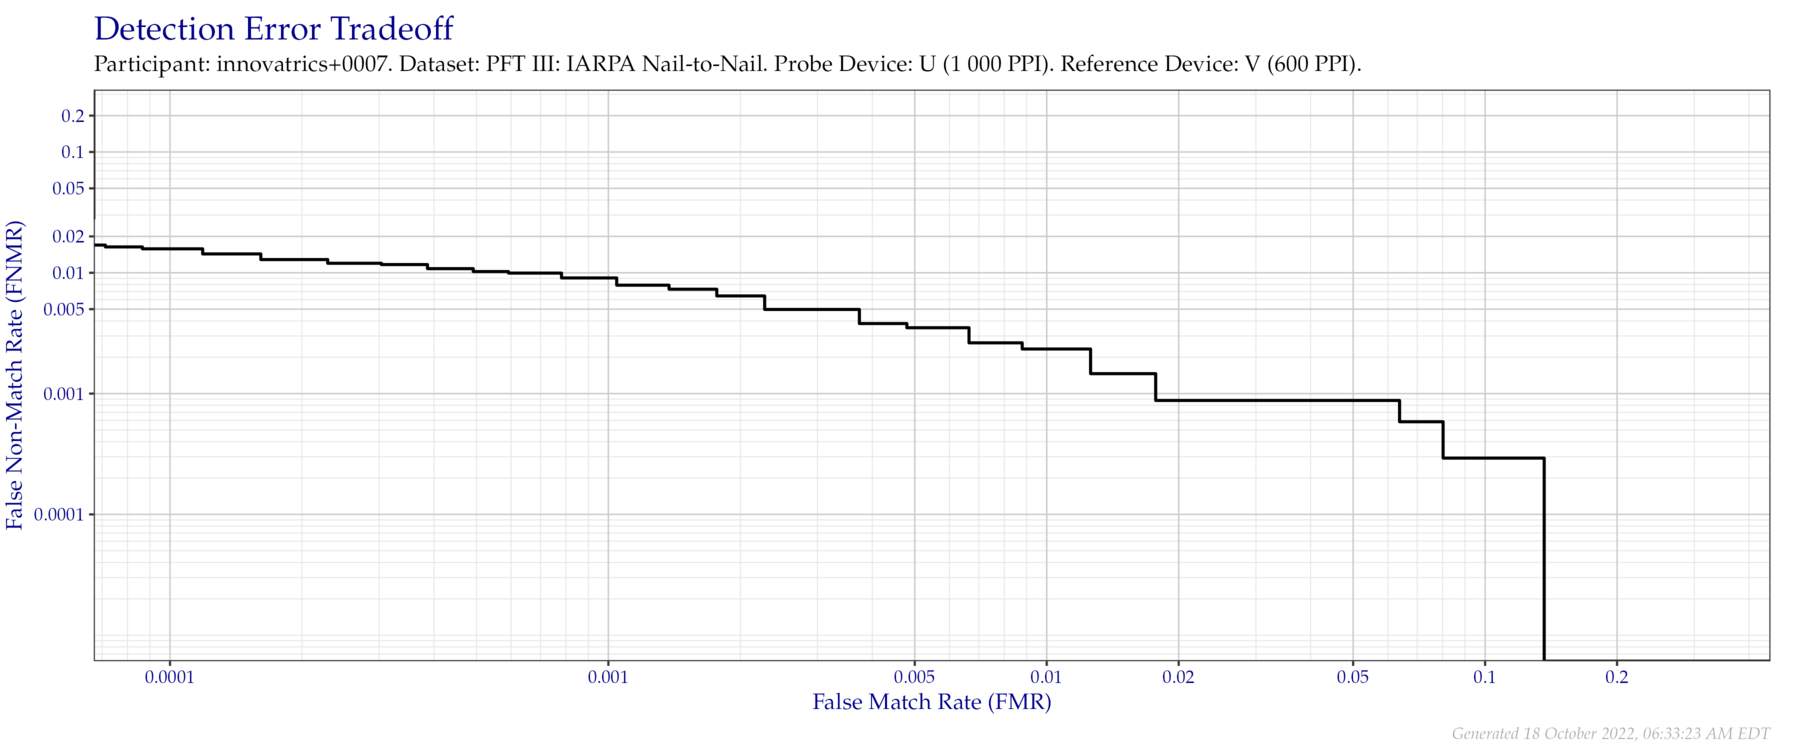 Detection Error Tradeoff
Participant: innovatrics+0007. Dataset: PFT III: IARPA Nail-to-Nail. Probe Device: U (1 000 PPI). Reference Device: V (600 PPI).
False Non-Match Rate (FNMR)
0.2
0.1
0.05
0.02
0.01
0.005
0.001
0.0001
0.0001 0.001 0.005 0.01 0.02 0.05 0.1 0.2
False Match Rate (FMR)
Generated 18 October 2022, 06:33:23 AM EDT